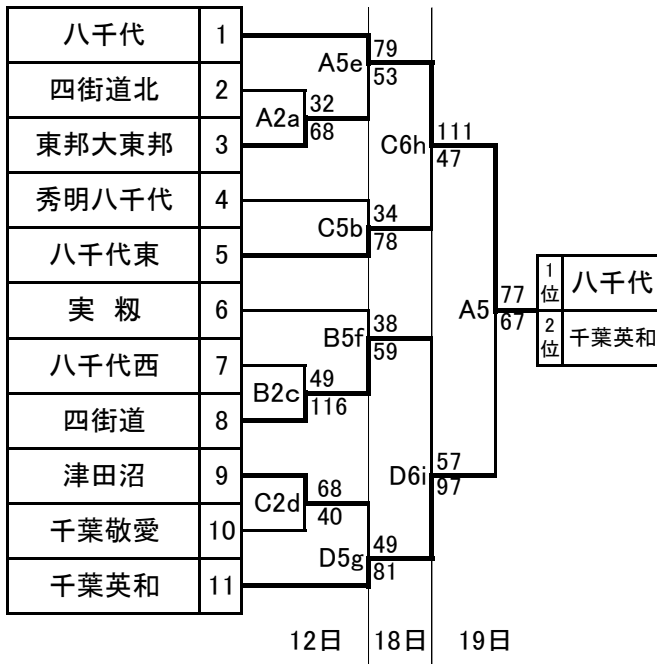 八千代 1
四街道北 2
東邦大東邦 3
秀明八千代 4
八千代東 5
実 籾 6
八千代西 7
四街道 8
津田沼 9
千葉敬愛 10
千葉英和 11
A5e 79
53
A2a 32
68
C6h 111
47
C5b 34
78
B5f 38
59
B2c 49
116
C2d 68
40
D6i 57
97
D5g 49
81
A5 77
67
1位 八千代
2位 千葉英和
12日 18日 19日